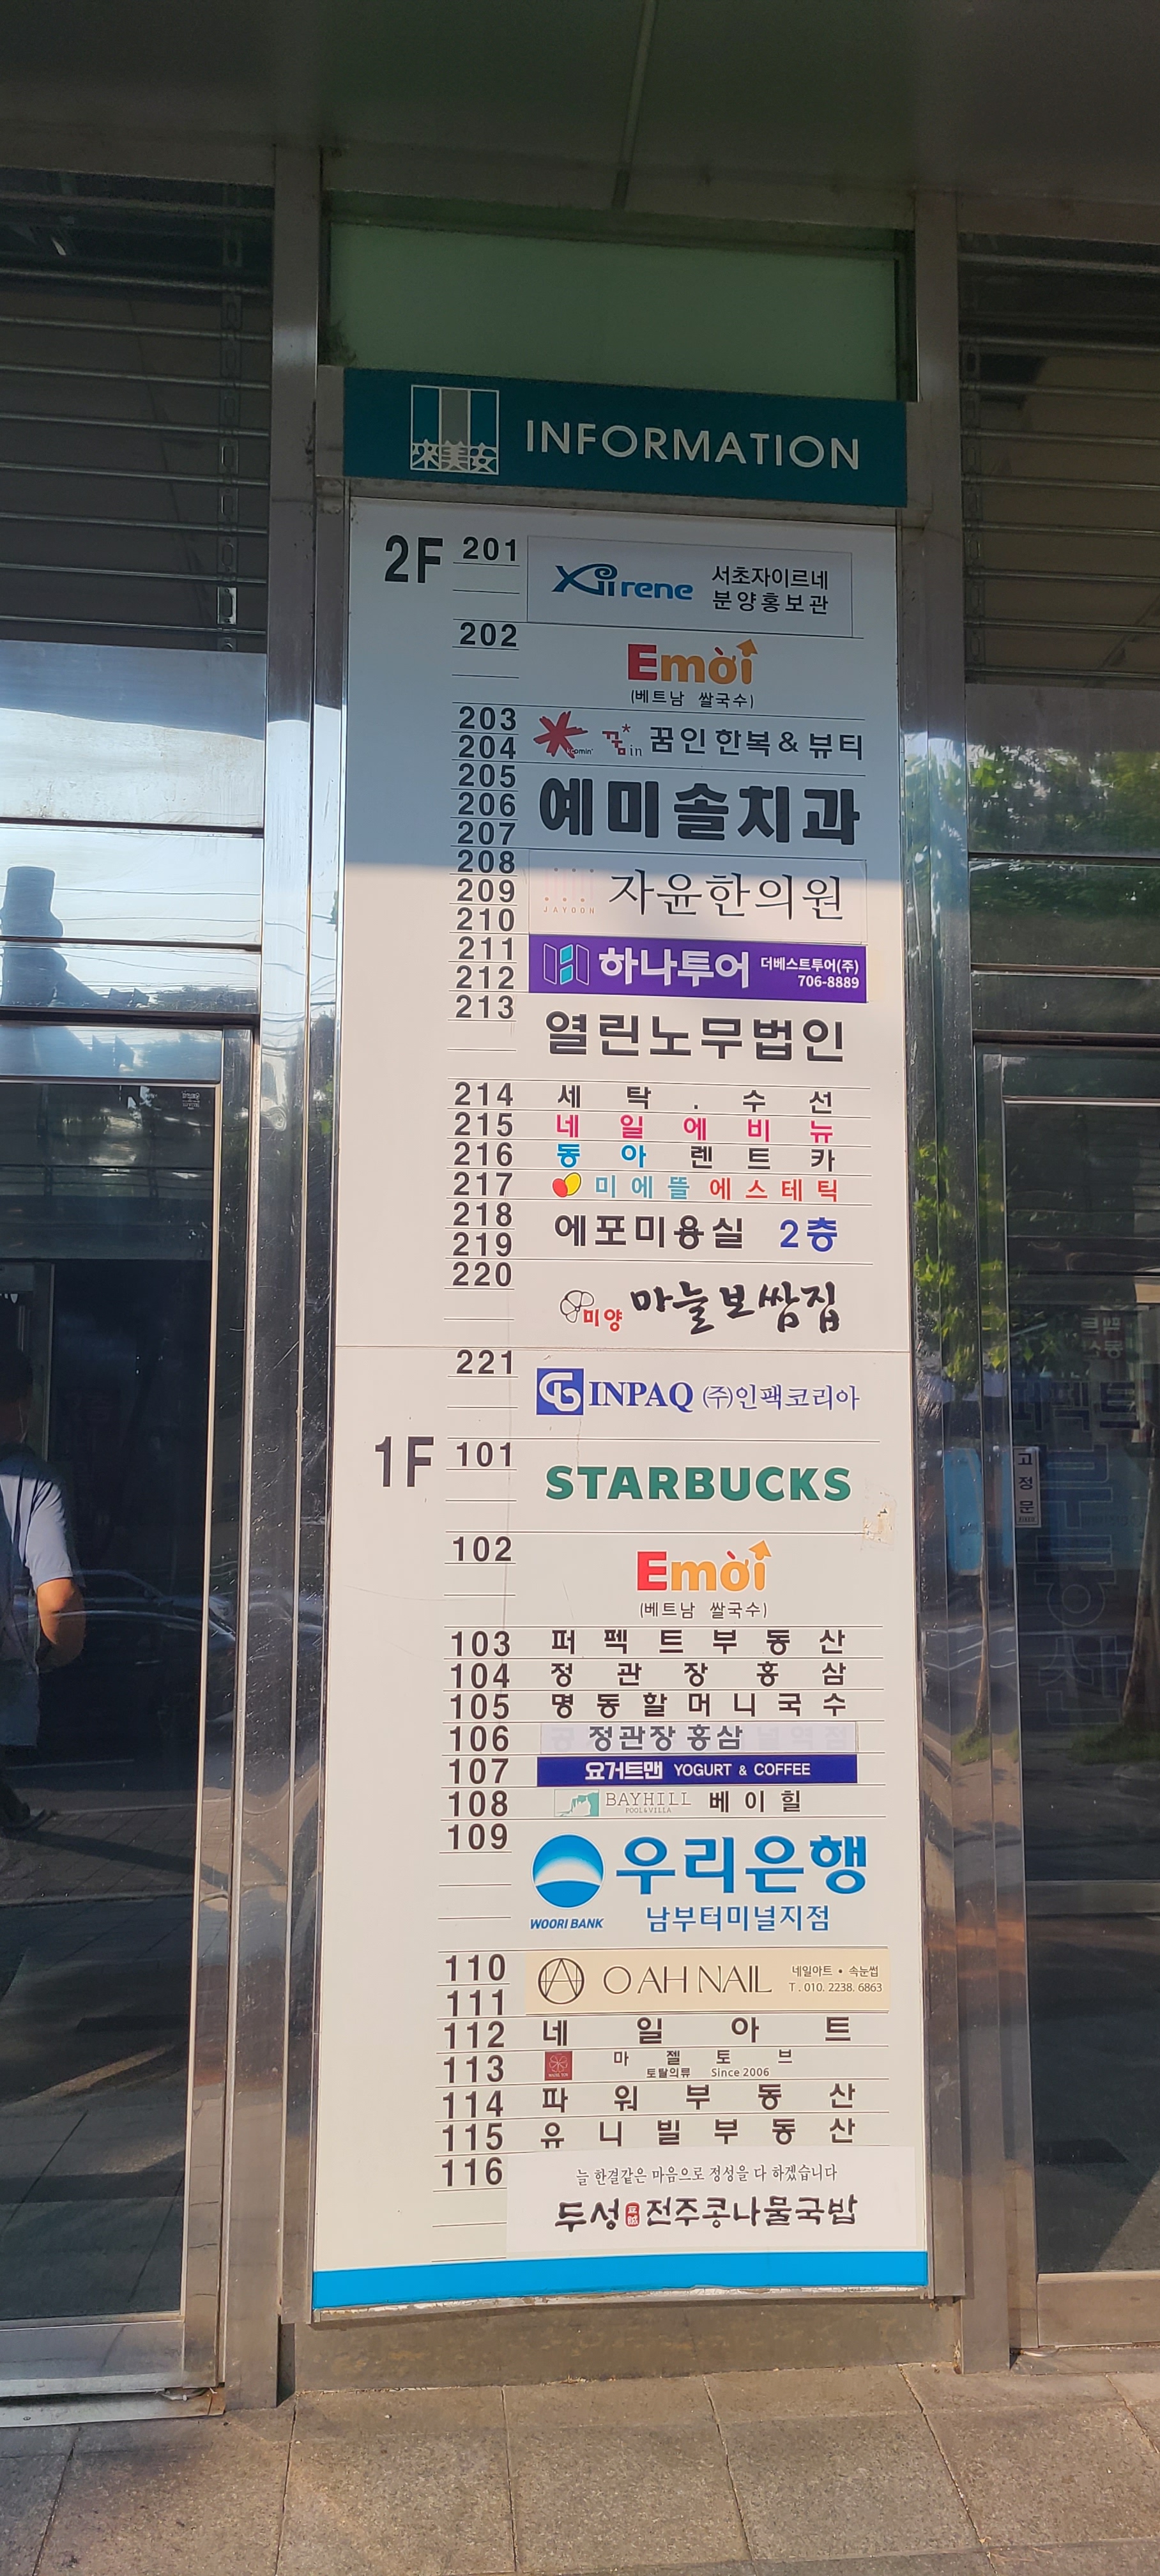 來美安 INFORMATION
2F
201 Xii rene 서초자이르네
분양홍보관
202 Emời
(베트남 쌀국수)
203
204 꿈in 꿈인한복&뷰티
205
206 예미솔치과
207
208
209 JAYOON 자윤한의원
210
211 하나투어 더베스트투어(주)
212 706-8889
213 열린노무법인
214 세탁.수선
215 네일에비뉴
216 동아렌트카
217 미에뜰에스테틱
218
219 에포미용실 2층
220 미양 마늘보쌈집
221 INPAQ (주)인팩코리아
1F
101 STARBUCKS
102 Emời
(베트남 쌀국수)
103 퍼펙트부동산
104 정관장홍삼
105 명동할머니국수
106 정관장 홍삼
107 요거트맨 YOGURT & COFFEE
108 BAYHILL POOL&VILLA 베이힐
109 우리은행
WOORI BANK 남부터미널지점
110 OAH NAIL 네일아트 • 속눈썹
111 T. 010. 2238. 6863
112 네일아트
113 마젤토브
토탈의류 Since 2006
114 파워부동산
115 유니빌부동산
116 늘 한결같은 마음으로 정성을 다 하겠습니다
두성 전주콩나물국밥
고정문